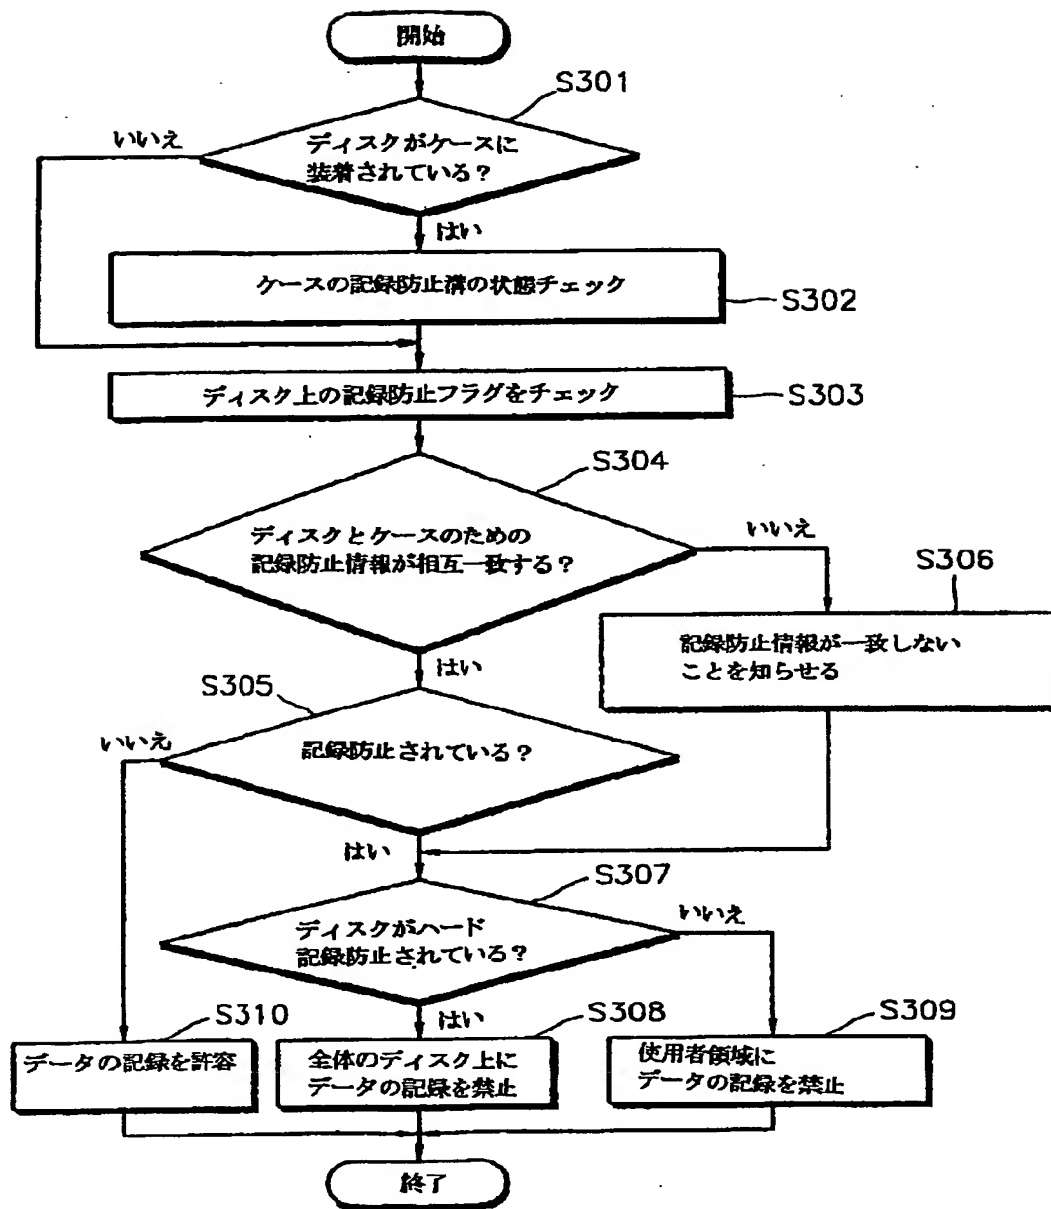 開始
S301
いいえ
ディスクがケースに
装着されている?
はい
ケースの記録防止溝の状態チェック
S302
ディスク上の記録防止フラグをチェック
S303
S304
ディスクとケースのための
記録防止情報が相互一致する?
いいえ
S306
記録防止情報が一致しない
ことを知らせる
はい
S305
いいえ
記録防止されている?
はい
S307
ディスクがハード
記録防止されている?
いいえ
はい
S310
データの記録を許容
S308
全体のディスク上に
データの記録を禁止
S309
使用者領域に
データの記録を禁止
終了